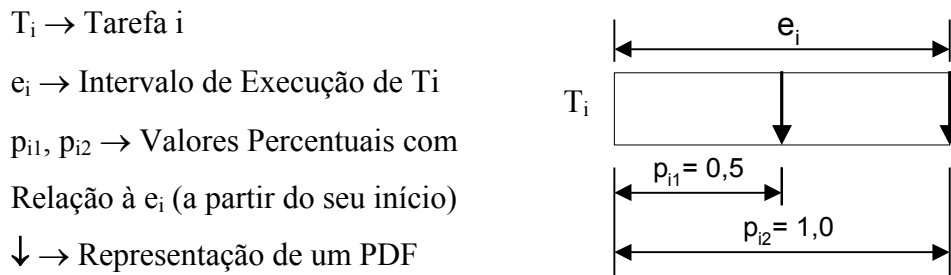 Ti → Tarefa i
ei → Intervalo de Execução de Ti
pi1, pi2 → Valores Percentuais com
Relação à ei (a partir do seu início)
↓ → Representação de um PDF
ei
Ti
pi1 = 0,5
pi2 = 1,0